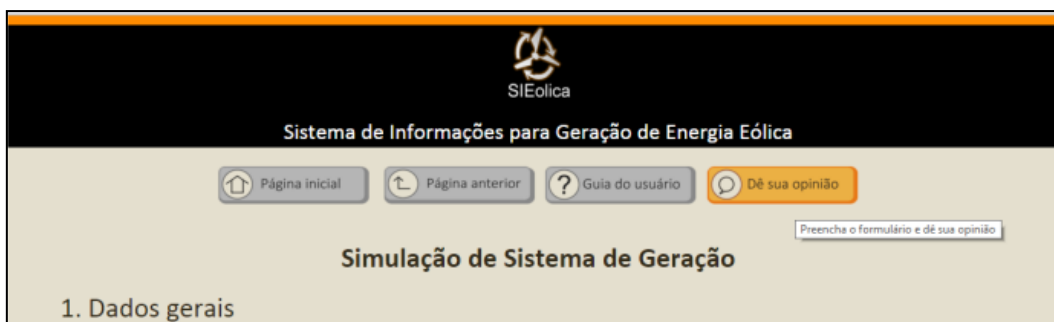 SIEolica
Sistema de Informações para Geração de Energia Eólica
Página inicial
Página anterior
? Guia do usuário
Dê sua opinião
Preencha o formulário e dê sua opinião
Simulação de Sistema de Geração
1. Dados gerais